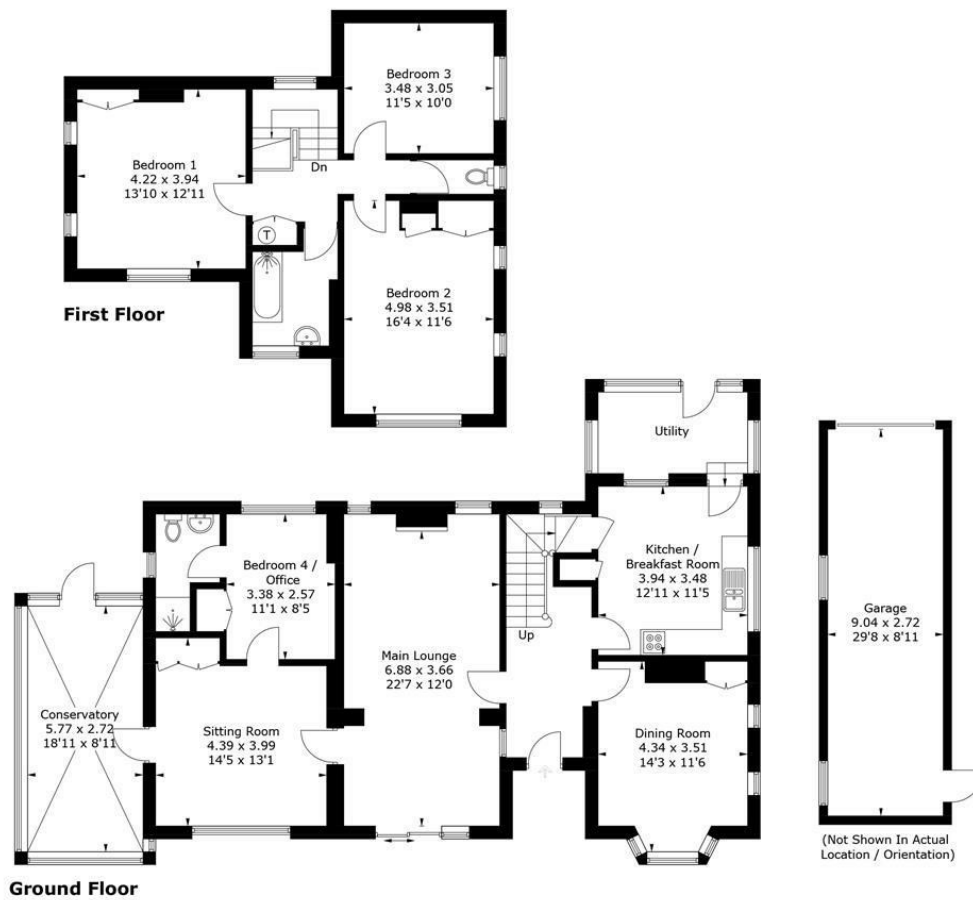 Bedroom 3
3.48 x 3.05
11'5 x 10'0
Bedroom 1
4.22 x 3.94
13'10 x 12'11
Dn
T
Bedroom 2
4.98 x 3.51
16'4 x 11'6
First Floor
Utility
Bedroom 4 /
Office
3.38 x 2.57
11'1 x 8'5
Kitchen /
Breakfast Room
3.94 x 3.48
12'11 x 11'5
Garage
9.04 x 2.72
29'8 x 8'11
Up
Main Lounge
6.88 x 3.66
22'7 x 12'0
Conservatory
5.77 x 2.72
18'11 x 8'11
Sitting Room
4.39 x 3.99
14'5 x 13'1
Dining Room
4.34 x 3.51
14'3 x 11'6
(Not Shown In Actual
Location / Orientation)
Ground Floor